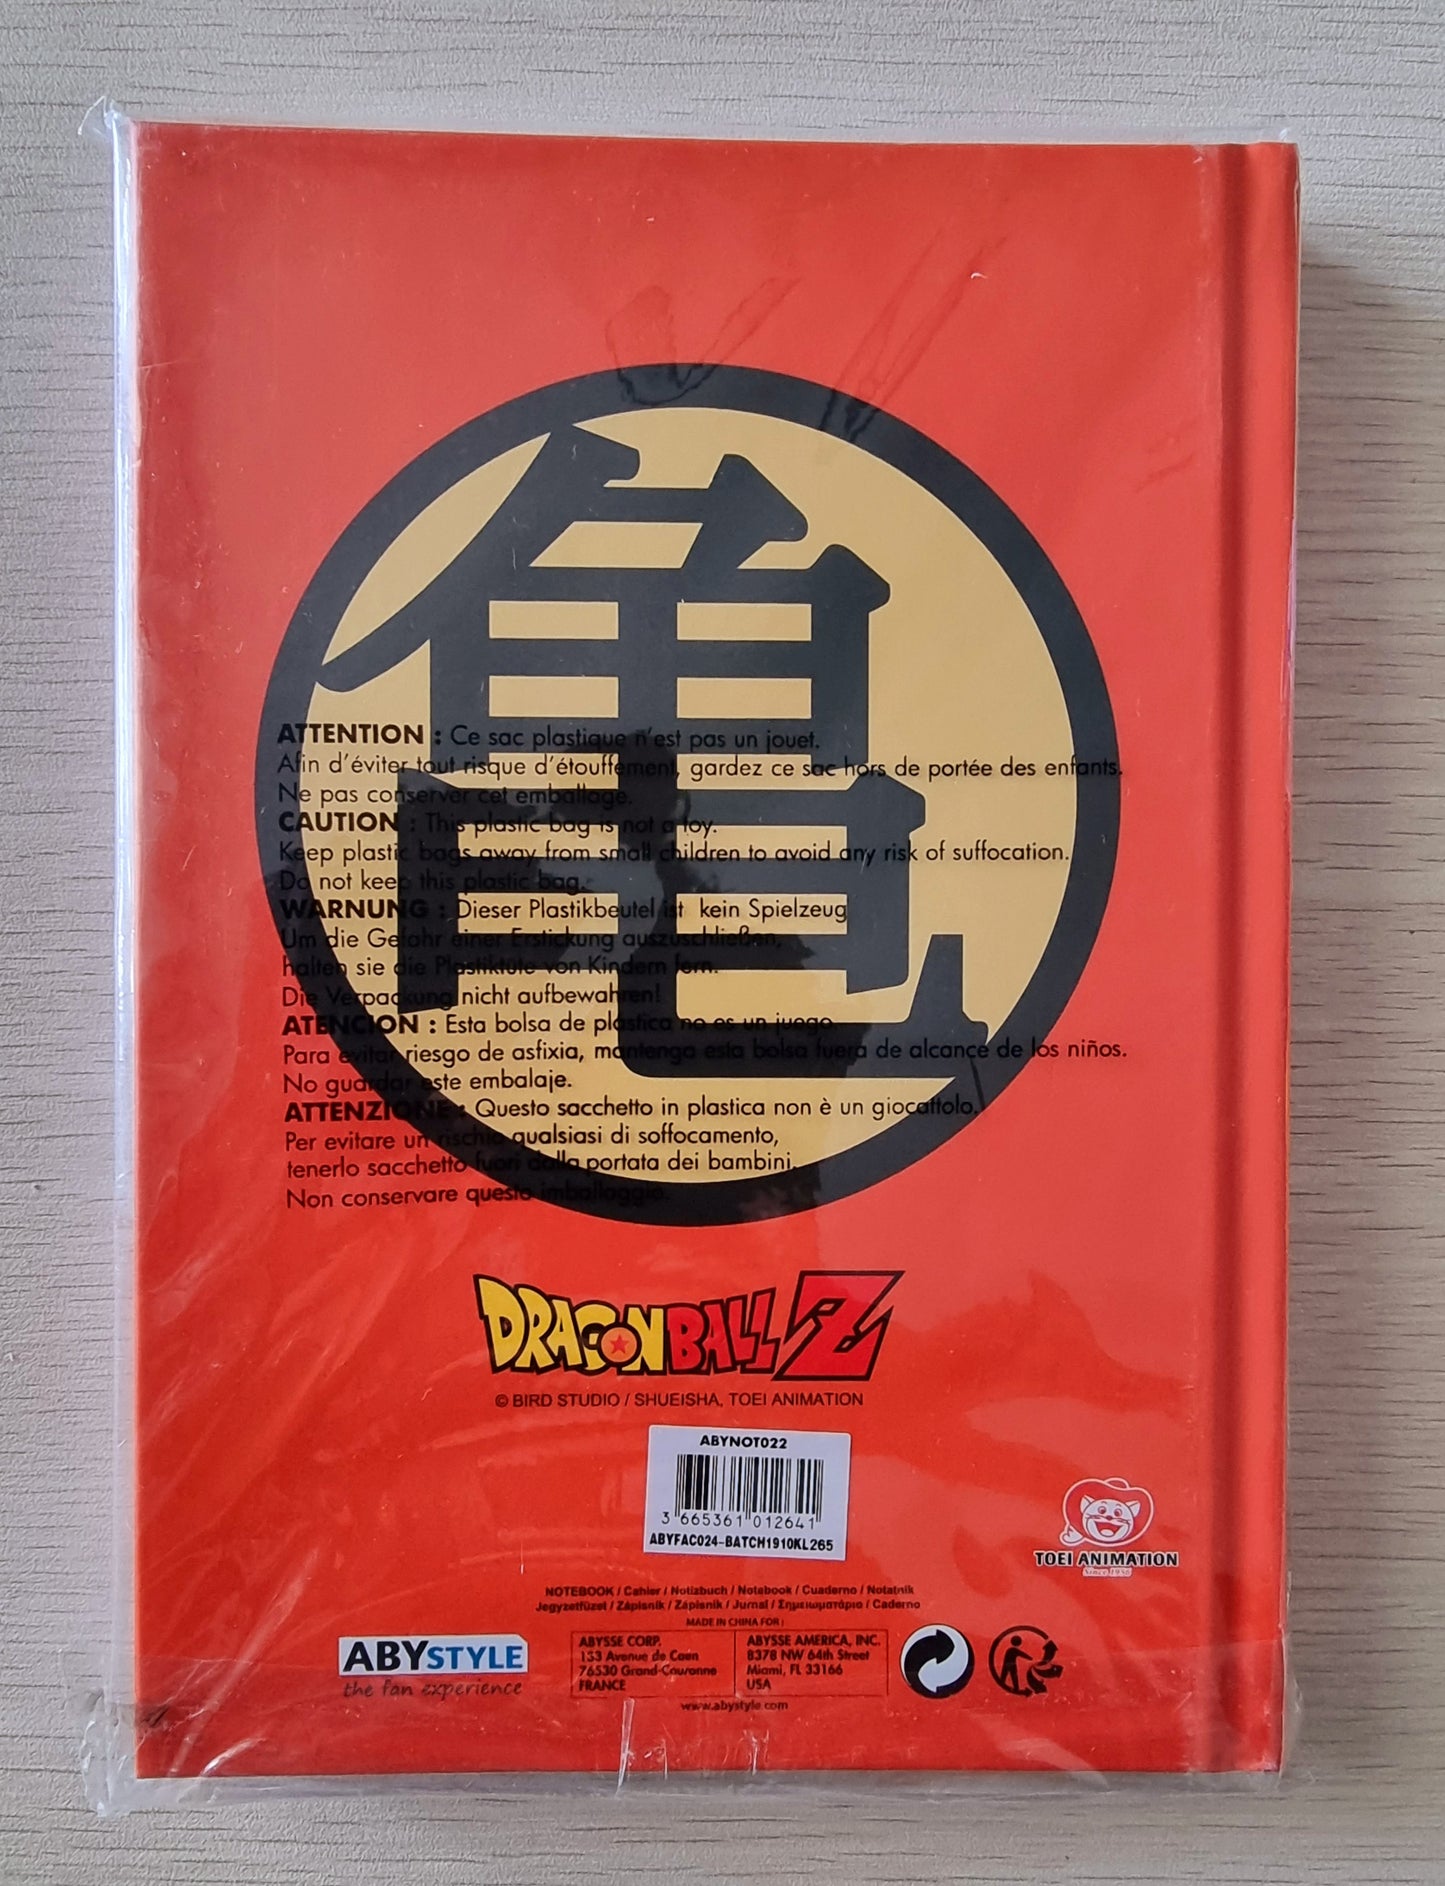 亀
ATTENTION : Ce sac plastique n'est pas un jouet.
Afin d'éviter tout risque d'étouffement, gardez ce sac hors de portée des enfants.
Ne pas conserver cet emballage.
CAUTION : This plastic bag is not a toy.
Keep plastic bags away from small children to avoid any risk of suffocation.
Do not keep this plastic bag.
WARNUNG : Dieser Plastikbeutel ist kein Spielzeug
Um die Gefahr einer Erstickung auszuschließen,
halten sie die Plastiktüte von Kindern fern.
Die Verpackung nicht aufbewahren!
ATENCION : Esta bolsa de plastica no es un juego.
Para evitar riesgo de asfixia, mantenga esta bolsa fuera de alcance de los niños.
No guardar este embalaje.
ATTENZIONE : Questo sacchetto in plastica non è un giocattolo.
Per evitare un rischio qualsiasi di soffocamento,
tenerlo sacchetto fuori dalla portata dei bambini.
Non conservare questo imballaggio.
DRAGONBALL Z
© BIRD STUDIO / SHUEISHA, TOEI ANIMATION
ABYNOT022
3 665361 012641
ABYFAC024-BATCH1910KL265
TOEI ANIMATION
Since 1956
NOTEBOOK / Cahier / Notizbuch / Notebook / Cuaderno / Notatnik
Jegyzetfüzet / Zápisník / Zápisník / Jurnal / Σημειωματάριο / Caderno
MADE IN CHINA FOR :
ABYSTYLE
the fan experience
ABYSSE CORP.
133 Avenue de Caen
76530 Grand-Couronne
FRANCE
ABYSSE AMERICA, INC.
8378 NW 64th Street
Miami, FL 33166
USA
www.abystyle.com